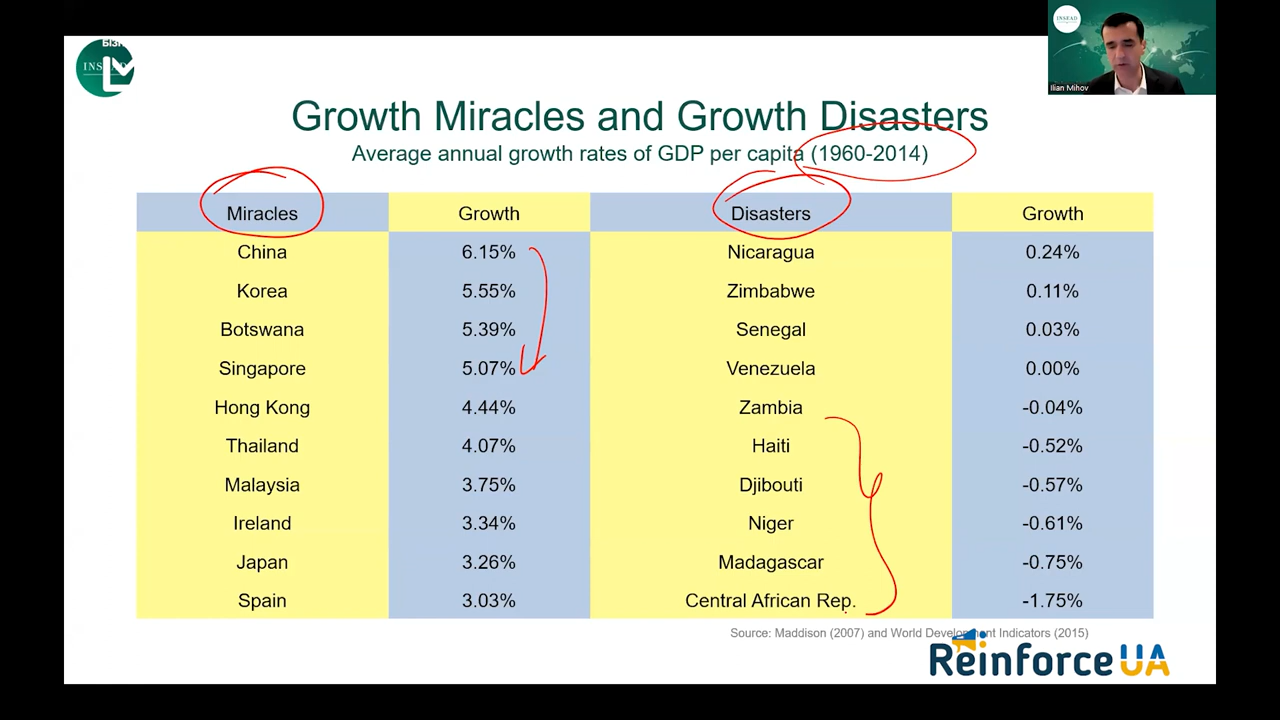 INSEAD
Ilian Mihov
БІЗН
Growth Miracles and Growth Disasters
Average annual growth rates of GDP per capita (1960-2014)
Miracles Growth Disasters Growth
China 6.15% Nicaragua 0.24%
Korea 5.55% Zimbabwe 0.11%
Botswana 5.39% Senegal 0.03%
Singapore 5.07% Venezuela 0.00%
Hong Kong 4.44% Zambia -0.04%
Thailand 4.07% Haiti -0.52%
Malaysia 3.75% Djibouti -0.57%
Ireland 3.34% Niger -0.61%
Japan 3.26% Madagascar -0.75%
Spain 3.03% Central African Rep. -1.75%
Source: Maddison (2007) and World Development Indicators (2015)
Reinforce UA